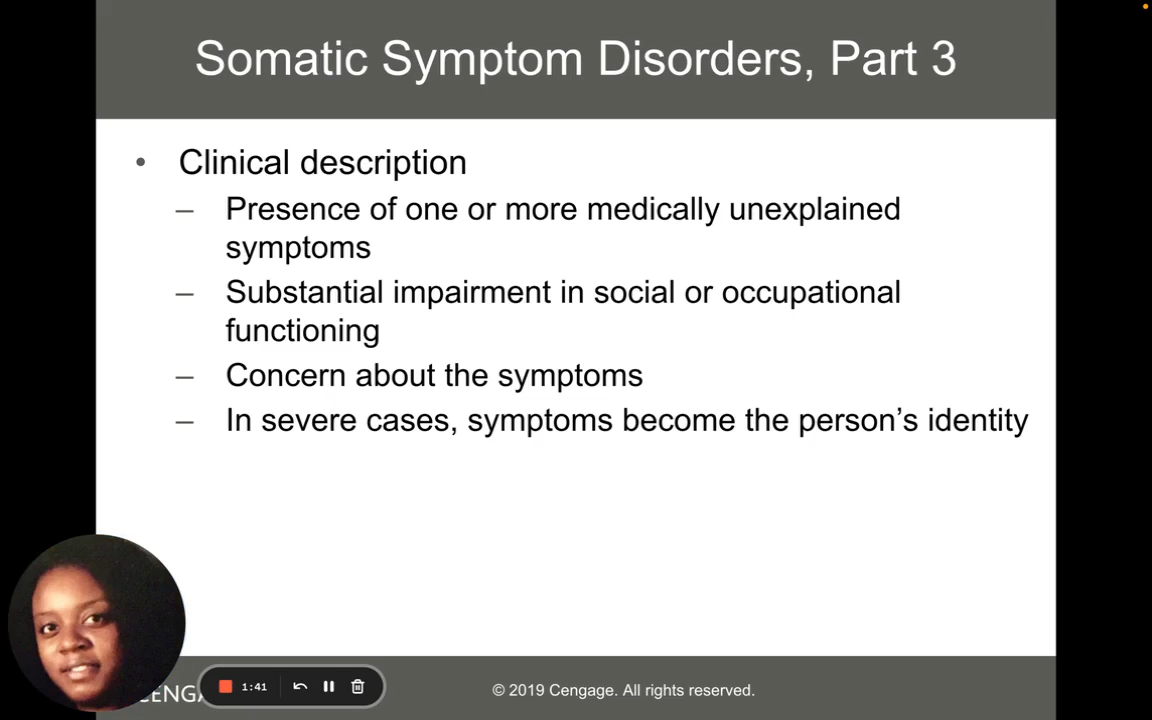 Somatic Symptom Disorders, Part 3
• Clinical description
– Presence of one or more medically unexplained
symptoms
– Substantial impairment in social or occupational
functioning
– Concern about the symptoms
– In severe cases, symptoms become the person’s identity
1:41
© 2019 Cengage. All rights reserved.